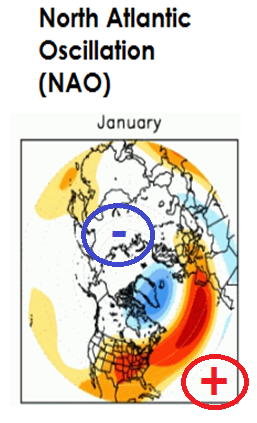 North Atlantic
Oscillation
(NAO)
January
-
+